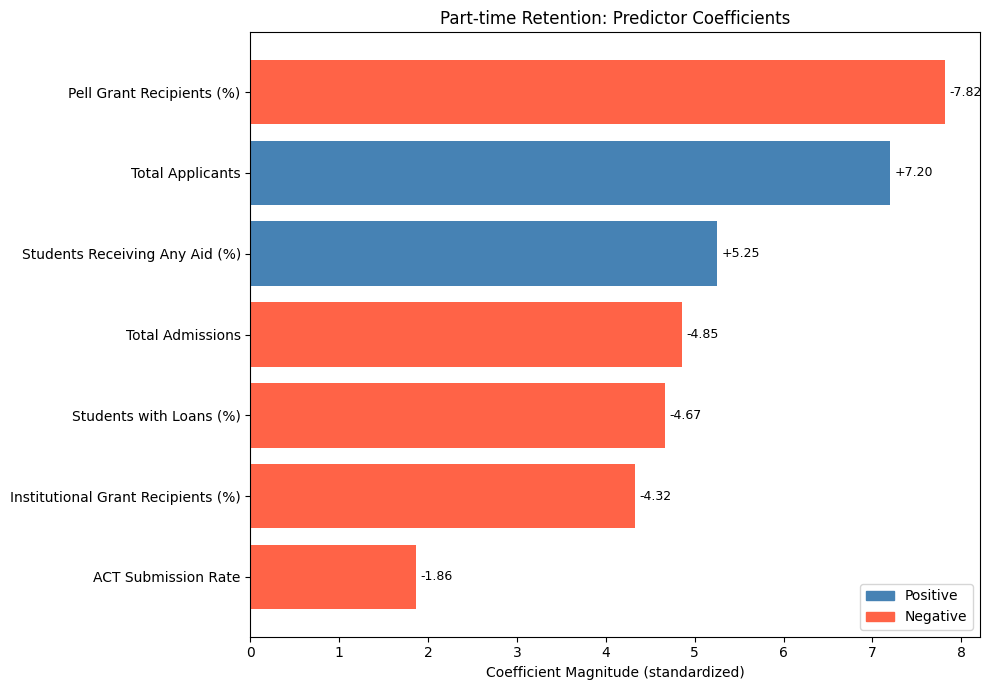 Part-time Retention: Predictor Coefficients
Pell Grant Recipients (%)
-7.82
Total Applicants
+7.20
Students Receiving Any Aid (%)
+5.25
Total Admissions
-4.85
Students with Loans (%)
-4.67
Institutional Grant Recipients (%)
-4.32
ACT Submission Rate
-1.86
Positive
Negative
0 1 2 3 4 5 6 7 8
Coefficient Magnitude (standardized)